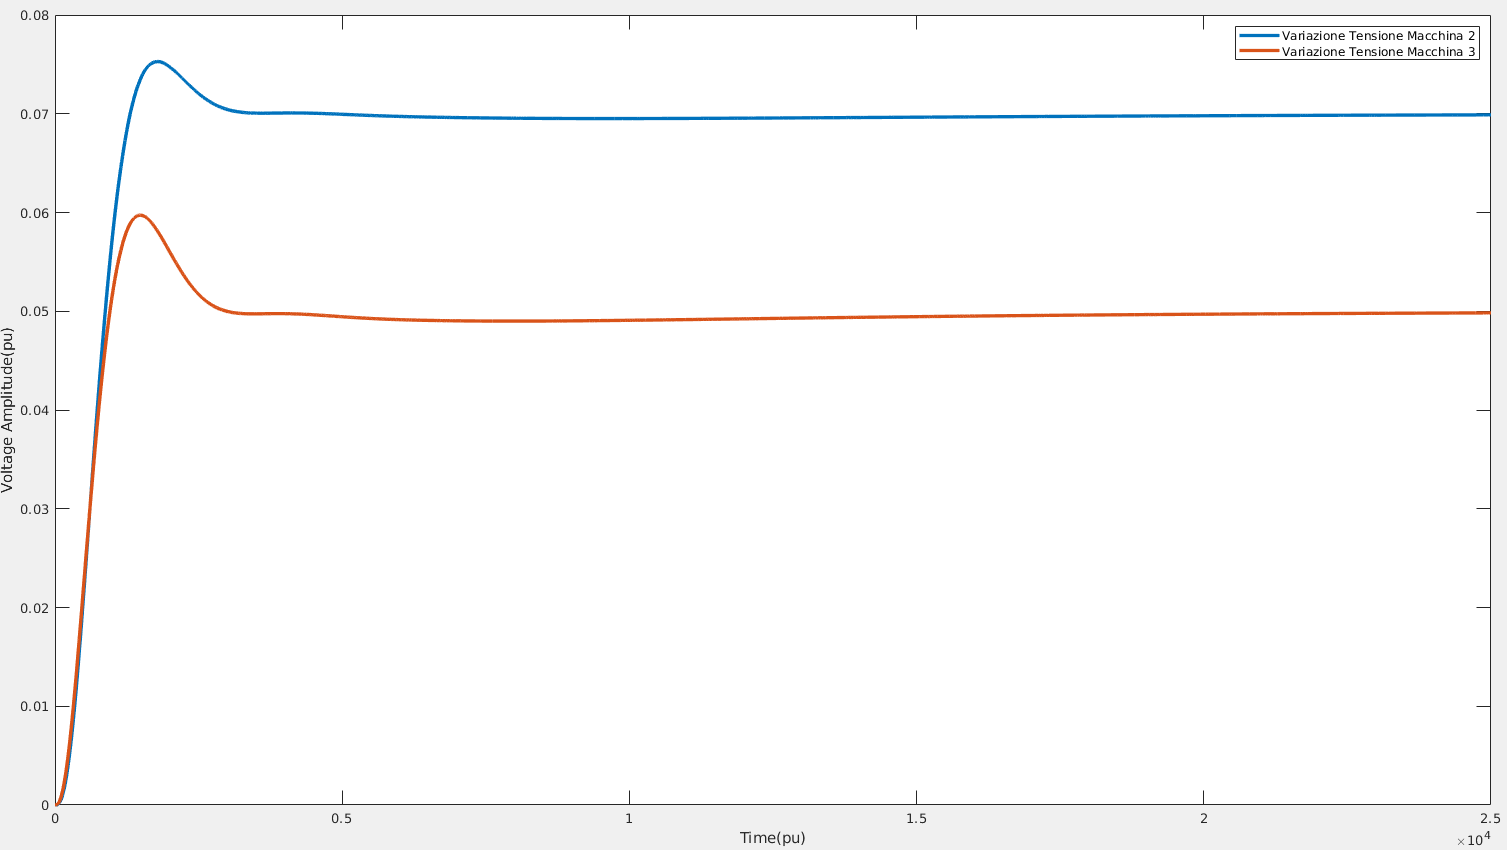 0.08
0.07
0.06
0.05
0.04
0.03
0.02
0.01
0
Voltage Amplitude(pu)
Variazione Tensione Macchina 2
Variazione Tensione Macchina 3
0 0.5 1 1.5 2 2.5
Time(pu)
×10⁴